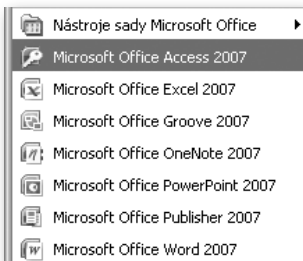 Nástroje sady Microsoft Office
Microsoft Office Access 2007
Microsoft Office Excel 2007
Microsoft Office Groove 2007
Microsoft Office OneNote 2007
Microsoft Office PowerPoint 2007
Microsoft Office Publisher 2007
Microsoft Office Word 2007